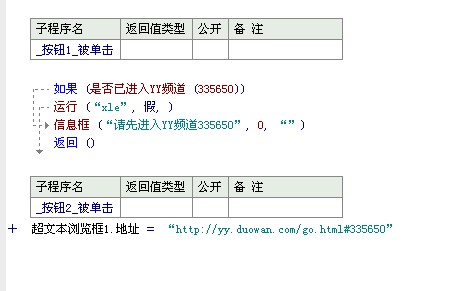 子程序名 返回值类型 公开 备 注
_按钮1_被单击
如果 (是否已进入YY频道 (335650))
运行 (“xle”, 假, )
信息框 (“请先进入YY频道335650”, 0, “”)
返回 ()
子程序名 返回值类型 公开 备 注
_按钮2_被单击
+ 超文本浏览框1.地址 = “http://yy.duowan.com/go.html#335650”